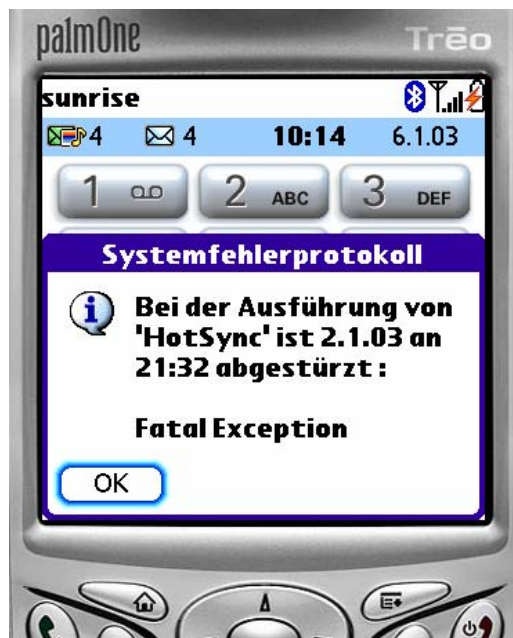 palmOne Trēo
sunrise
4 4 10:14 6.1.03
1 2 ABC 3 DEF
Systemfehlerprotokoll
Bei der Ausführung von
'HotSync' ist 2.1.03 an
21:32 abgestürzt :
Fatal Exception
OK